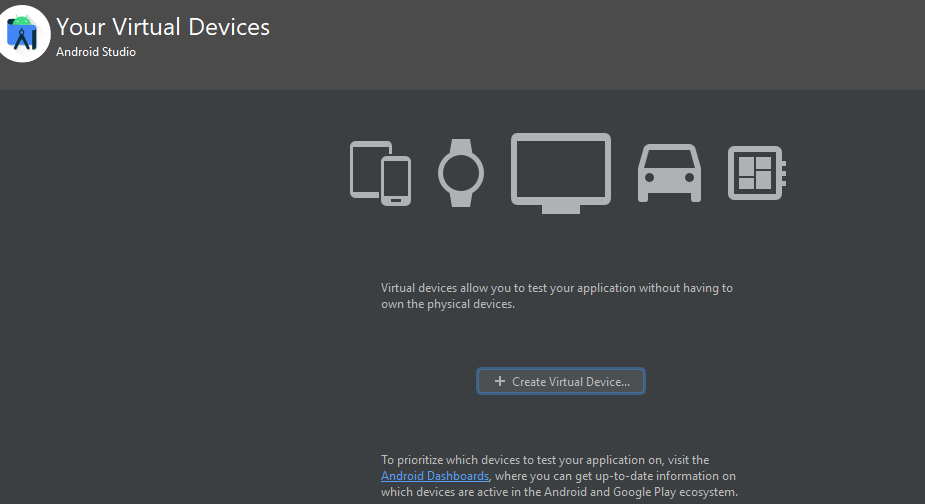 Your Virtual Devices
Android Studio
Virtual devices allow you to test your application without having to
own the physical devices.
+ Create Virtual Device...
To prioritize which devices to test your application on, visit the
Android Dashboards, where you can get up-to-date information on
which devices are active in the Android and Google Play ecosystem.